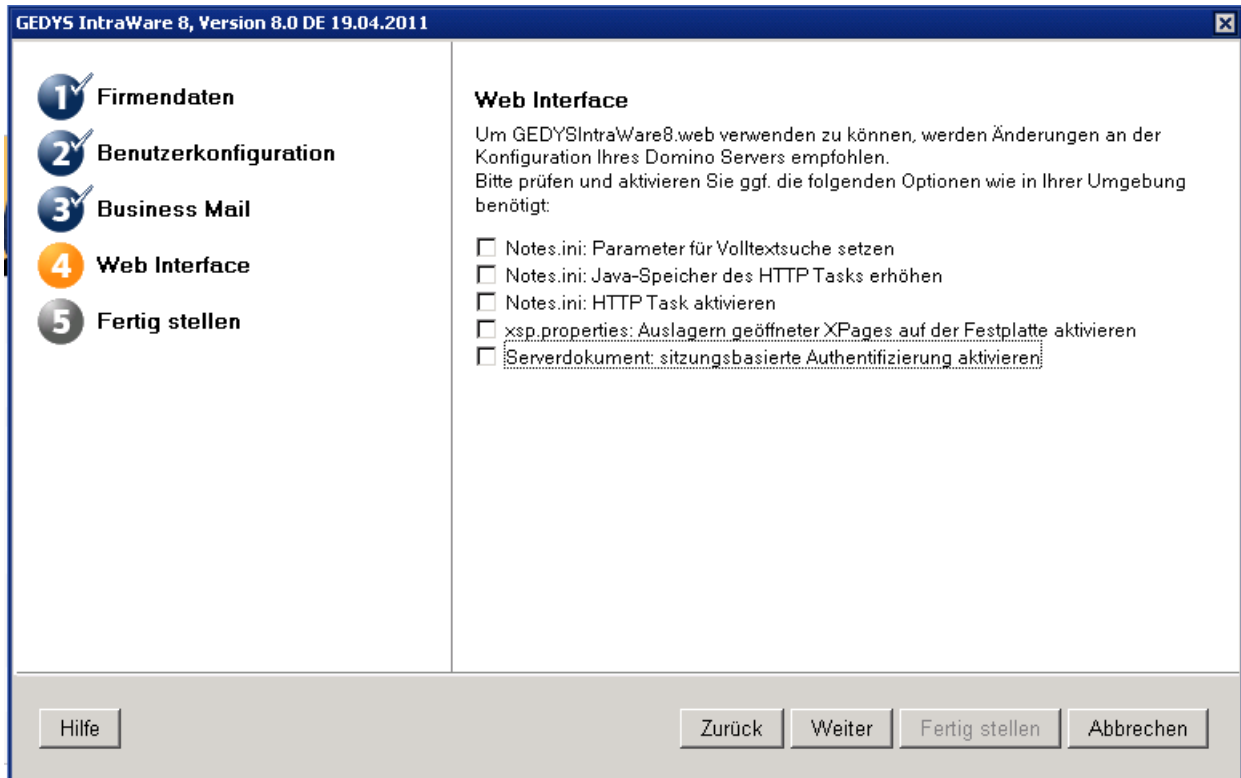 GEDYS IntraWare 8, Version 8.0 DE 19.04.2011
1 Firmendaten
2 Benutzerkonfiguration
3 Business Mail
4 Web Interface
5 Fertig stellen
Web Interface
Um GEDYSIntraWare8.web verwenden zu können, werden Änderungen an der
Konfiguration Ihres Domino Servers empfohlen.
Bitte prüfen und aktivieren Sie ggf. die folgenden Optionen wie in Ihrer Umgebung
benötigt:
Notes.ini: Parameter für Volltextsuche setzen
Notes.ini: Java-Speicher des HTTP Tasks erhöhen
Notes.ini: HTTP Task aktivieren
xsp.properties: Auslagern geöffneter XPages auf der Festplatte aktivieren
Serverdokument: sitzungsbasierte Authentifizierung aktivieren
Hilfe Zurück Weiter Fertig stellen Abbrechen